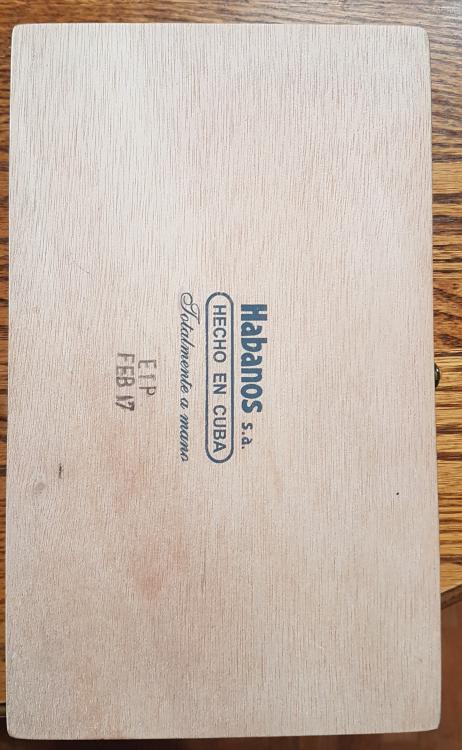 Habanos s.a.
HECHO EN CUBA
Totalmente a mano
ETP
FEB 17